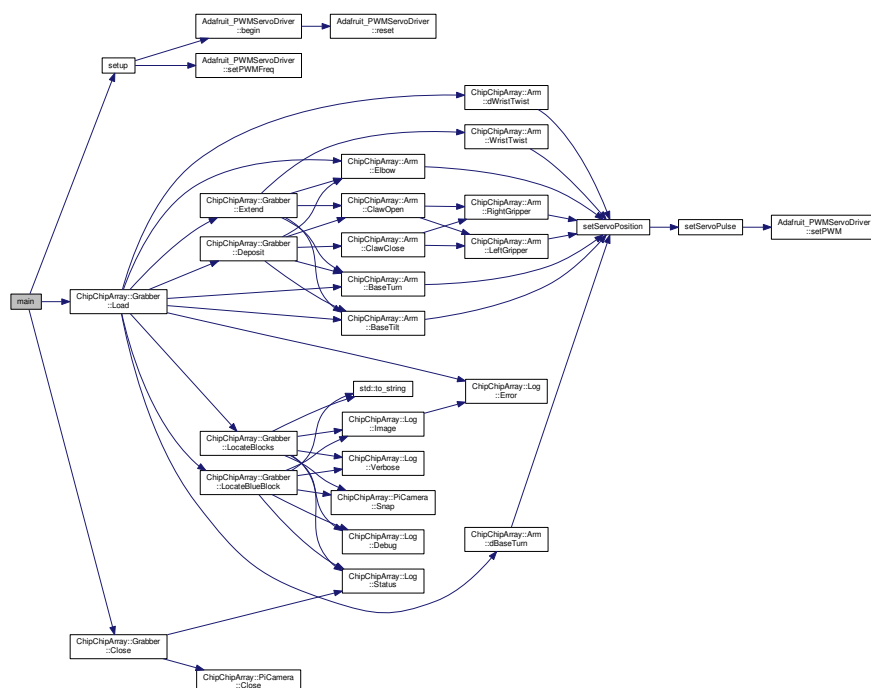 Adafruit_PWMServoDriver
::begin
Adafruit_PWMServoDriver
::reset
setup
Adafruit_PWMServoDriver
::setPWMFreq
ChipChipArray::Arm
::dWristTwist
ChipChipArray::Arm
::WristTwist
ChipChipArray::Arm
::Elbow
ChipChipArray::Grabber
::Extend
ChipChipArray::Arm
::ClawOpen
ChipChipArray::Arm
::RightGripper
setServoPosition
setServoPulse
Adafruit_PWMServoDriver
::setPWM
ChipChipArray::Grabber
::Deposit
ChipChipArray::Arm
::ClawClose
ChipChipArray::Arm
::LeftGripper
ChipChipArray::Arm
::BaseTurn
main
ChipChipArray::Grabber
::Load
ChipChipArray::Arm
::BaseTilt
std::to_string
ChipChipArray::Log
::Error
ChipChipArray::Log
::Image
ChipChipArray::Grabber
::LocateBlocks
ChipChipArray::Log
::Verbose
ChipChipArray::Grabber
::LocateBlueBlock
ChipChipArray::PiCamera
::Snap
ChipChipArray::Log
::Debug
ChipChipArray::Arm
::dBaseTurn
ChipChipArray::Log
::Status
ChipChipArray::Grabber
::Close
ChipChipArray::PiCamera
::Close